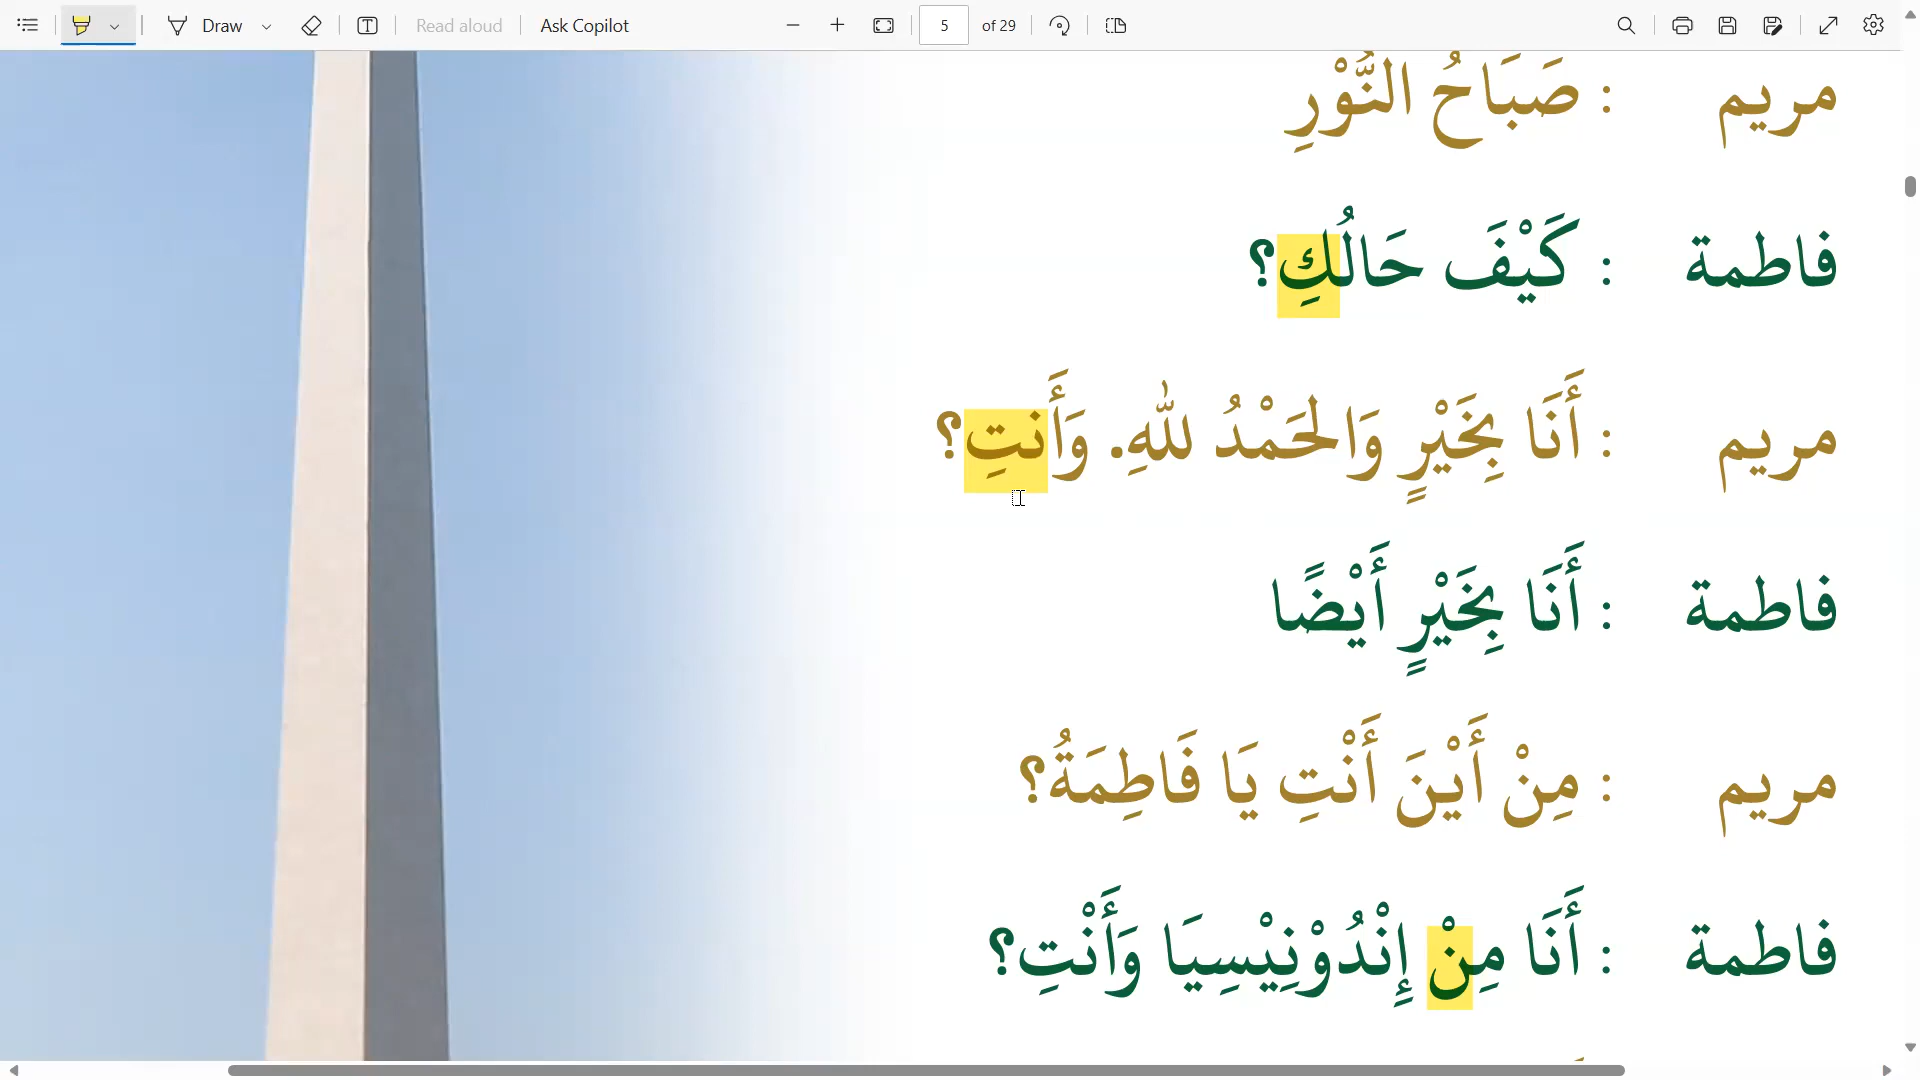 Draw
Read aloud
Ask Copilot
5 of 29
مريم : صَبَاحُ النُّوْرِ
فاطمة : كَيْفَ حَالُكِ؟
مريم : أَنَا بِخَيْرٍ وَالْحَمْدُ للهِ. وَأَنتِ؟
فاطمة : أَنَا بِخَيْرٍ أَيْضًا
مريم : مِنْ أَيْنَ أَنْتِ يَا فَاطِمَةُ؟
فاطمة : أَنَا مِنْ إِنْدُوْنِيْسِيَا وَأَنْتِ؟